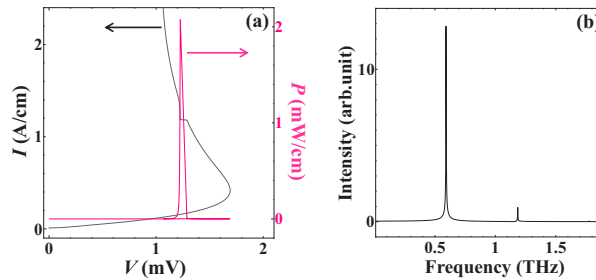 (a)
I (A/cm)
2
1
0
0
1
2
V (mV)
2
1
0
P (mW/cm)
(b)
Intensity (arb.unit)
10
0
0.5
1.0
1.5
Frequency (THz)